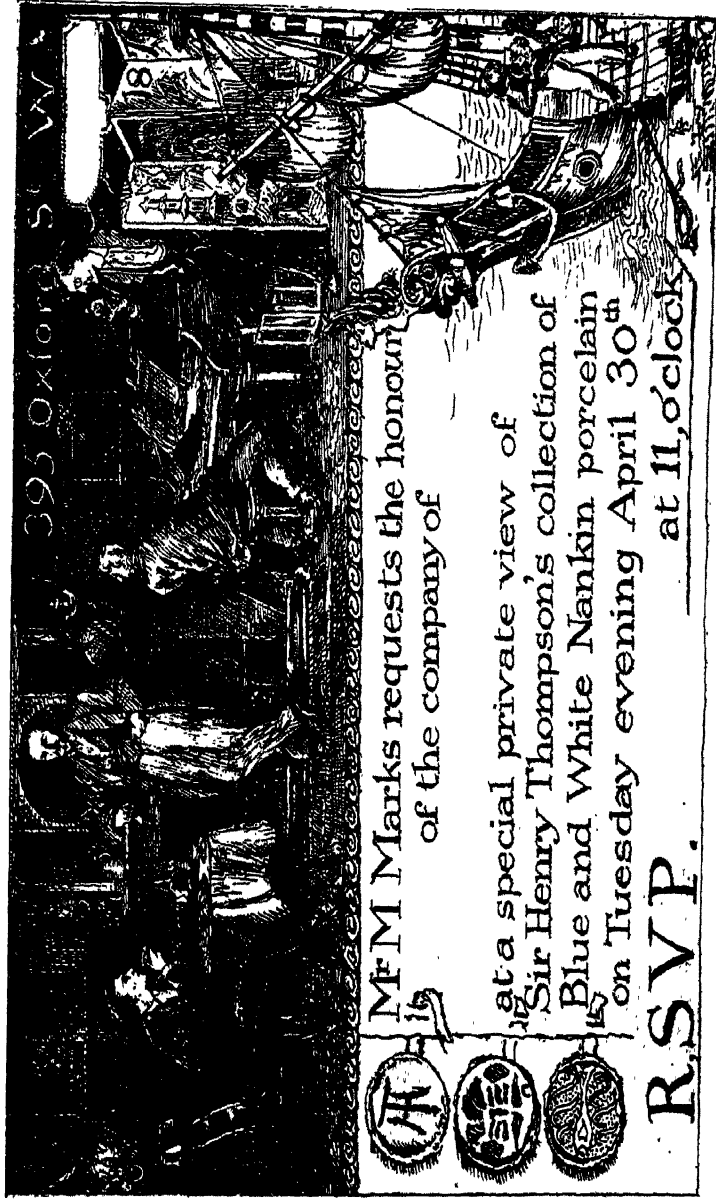 395 Oxford St W.
18
Mr M Marks requests the honour
of the company of
at a special private view of
Sir Henry Thompson's collection of
Blue and White Nankin porcelain
on Tuesday evening April 30th
at 11, o'clock
R.S.V.P.